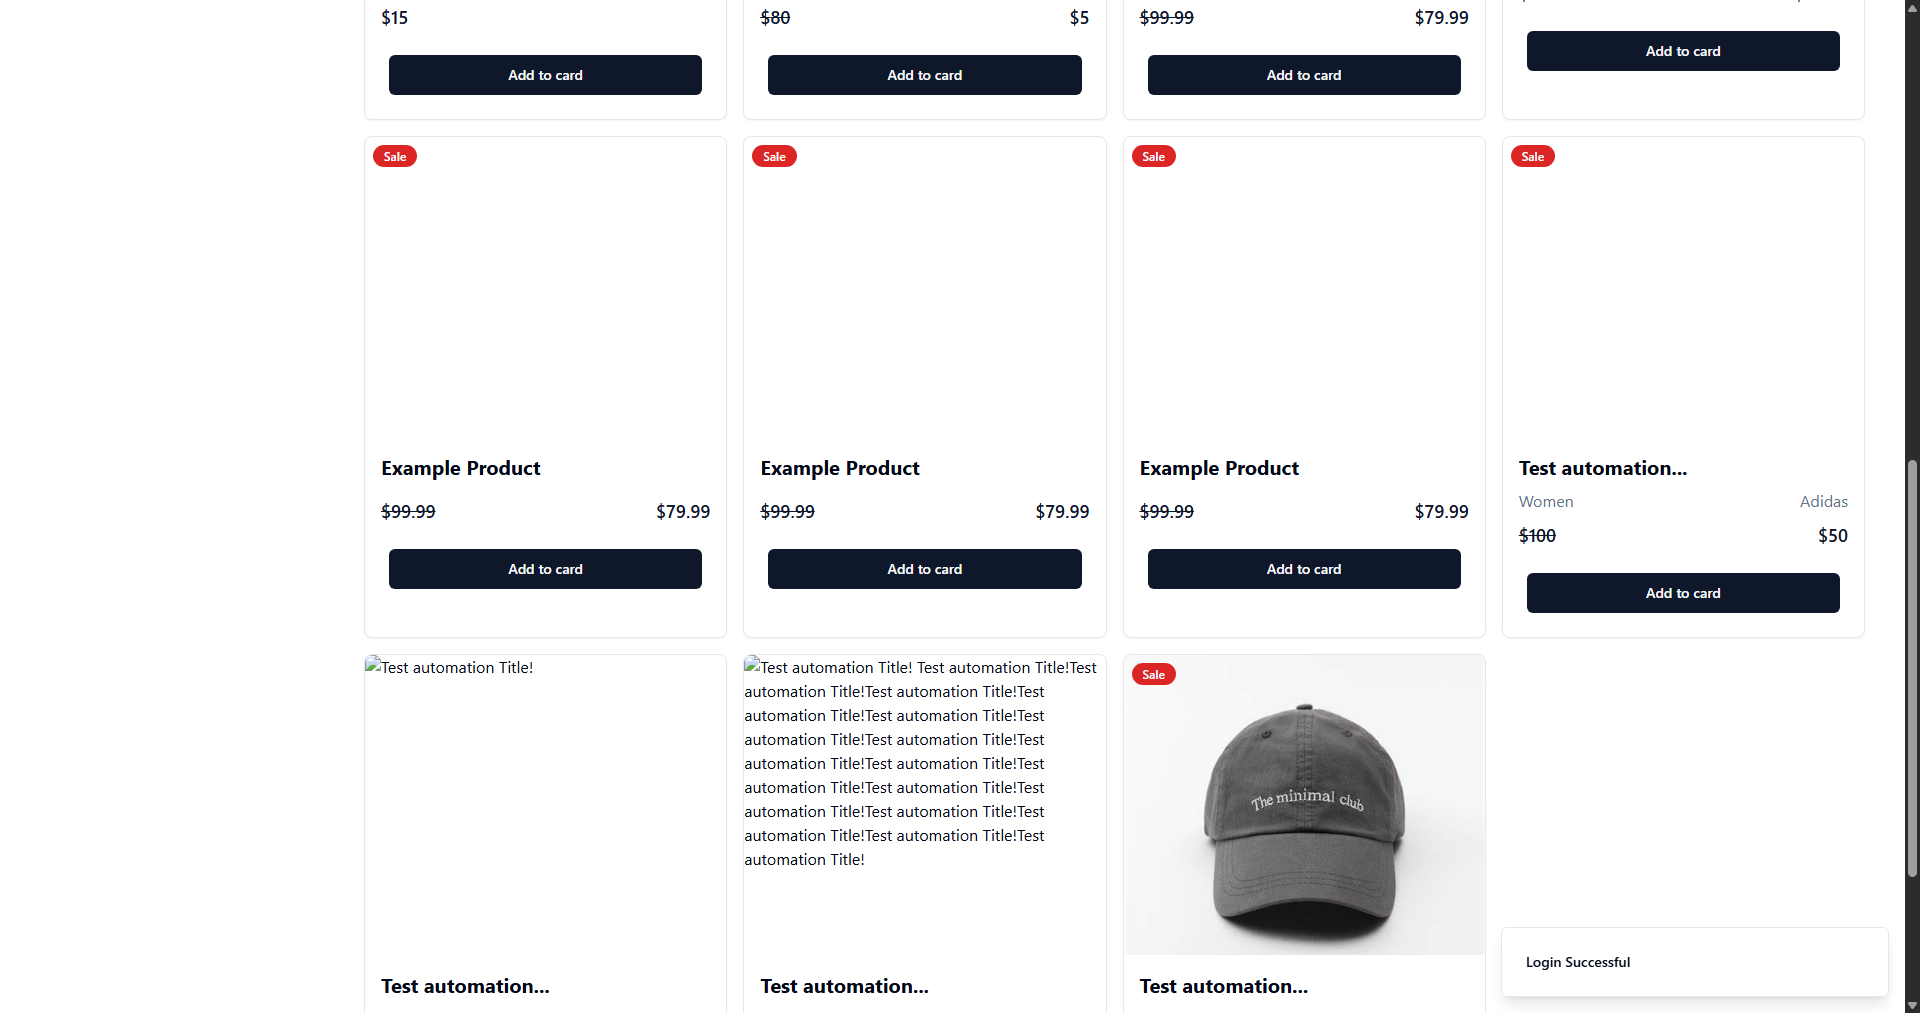 $15
$80 $5
$99.99 $79.99
Add to card
Add to card
Add to card
Add to card
Sale
Sale
Sale
Sale
Example Product
Example Product
Example Product
Test automation...
Women Adidas
$99.99 $79.99
$99.99 $79.99
$99.99 $79.99
$100 $50
Add to card
Add to card
Add to card
Add to card
Test automation Title!
Test automation Title! Test automation Title!Test
automation Title!Test automation Title!Test
automation Title!Test automation Title!Test
automation Title!Test automation Title!Test
automation Title!Test automation Title!Test
automation Title!Test automation Title!Test
automation Title!Test automation Title!Test
automation Title!Test automation Title!Test
automation Title!
Sale
The minimal club
Test automation...
Test automation...
Test automation...
Login Successful